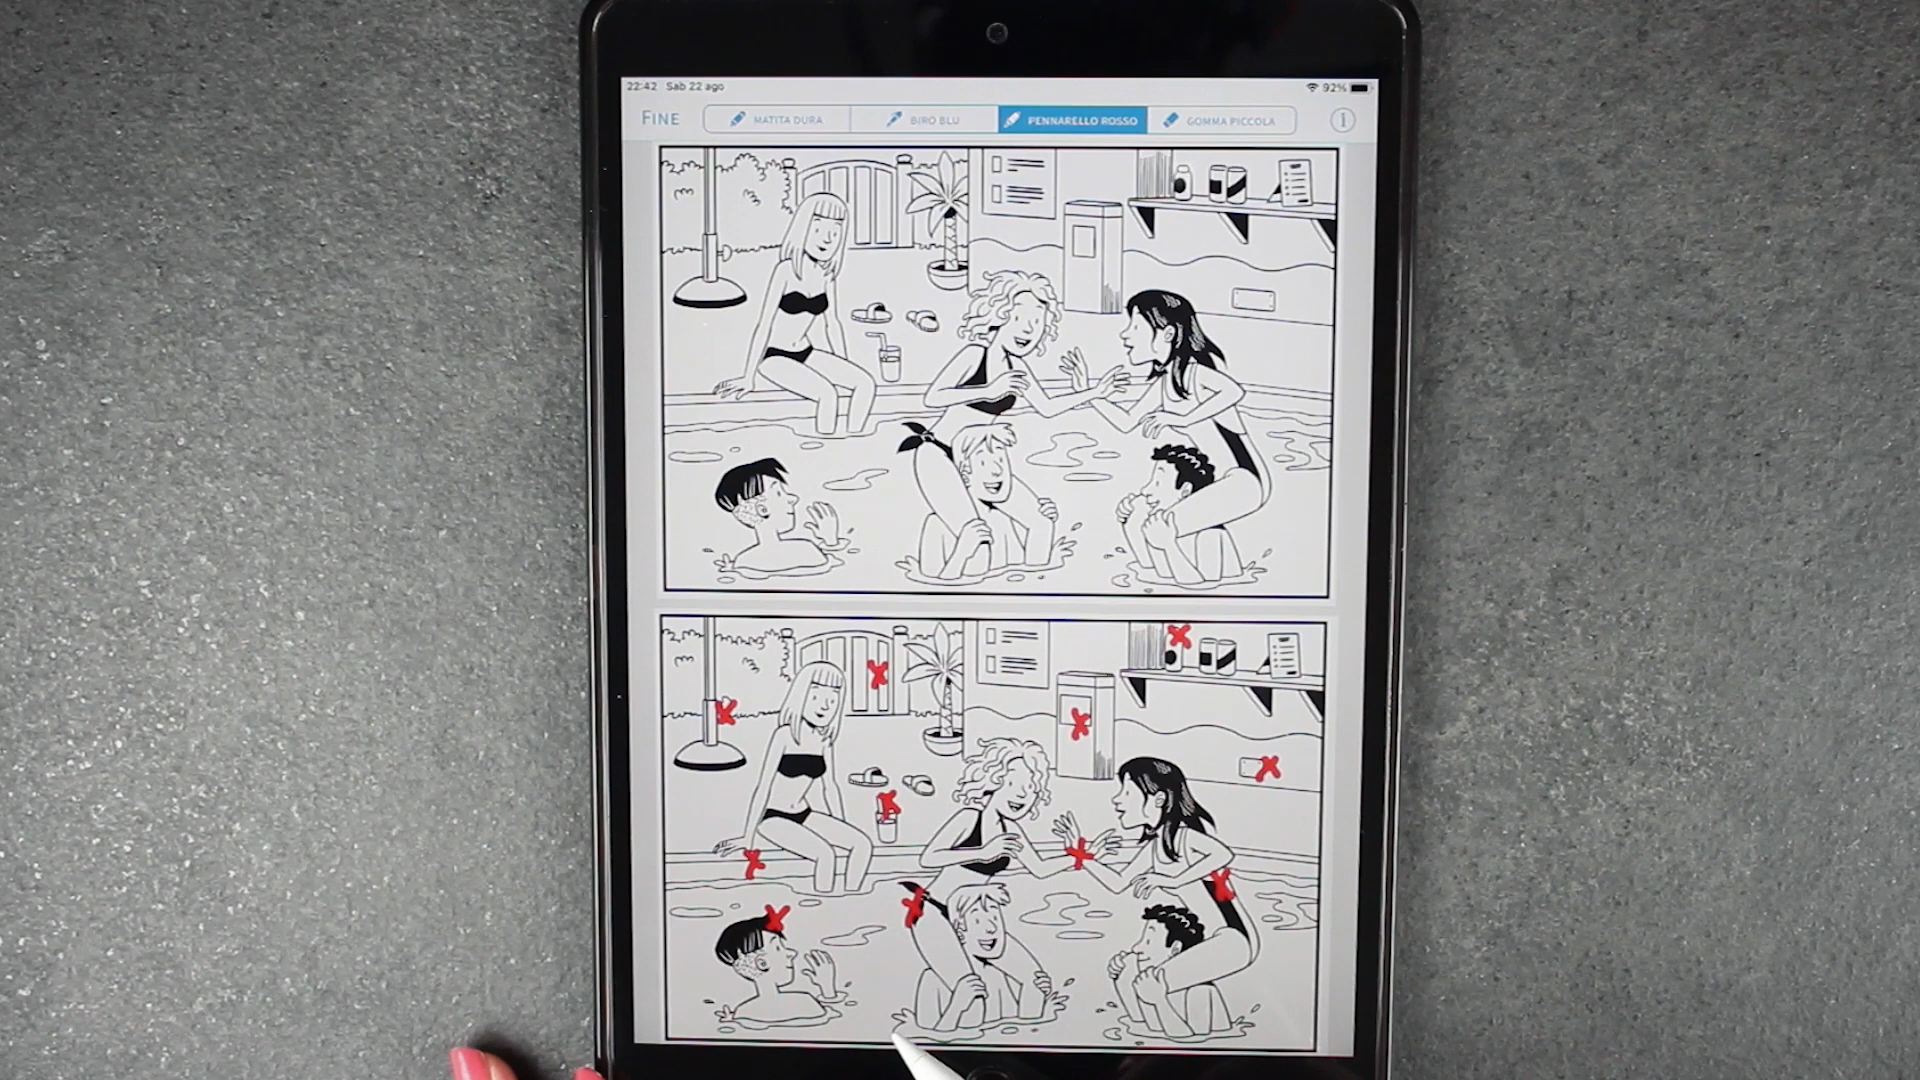 22:42 Sab 22 ago 92%
FINE MATITA DURA BIRO BLU PENNARELLO ROSSO GOMMA PICCOLA i